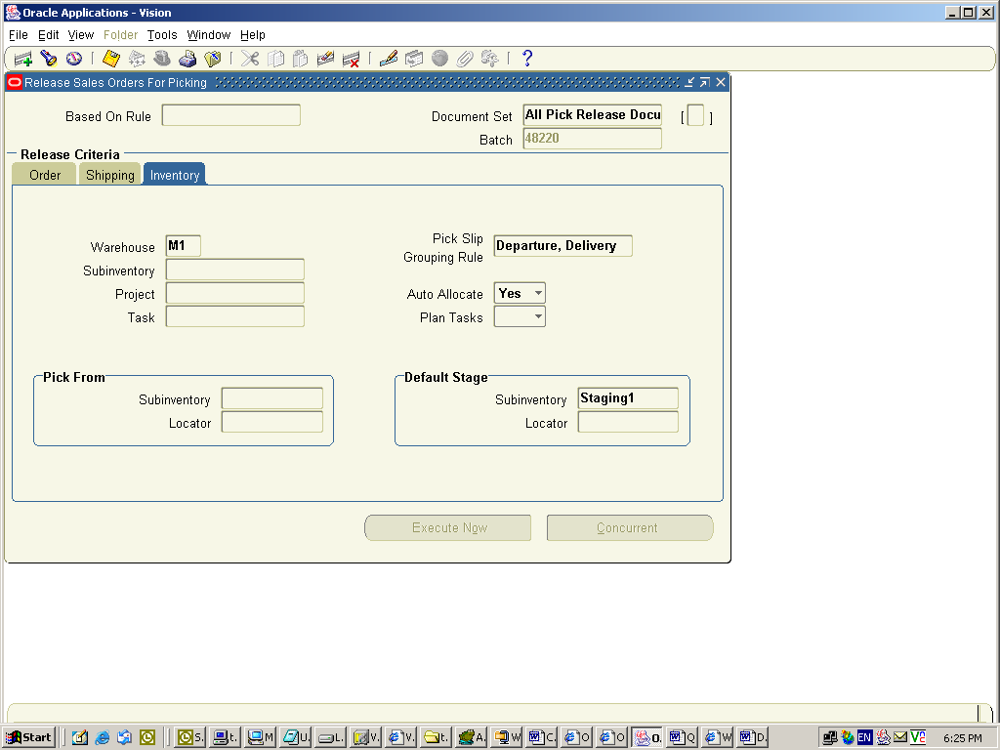 Oracle Applications - Vision
File Edit View Folder Tools Window Help
?
Release Sales Orders For Picking
Based On Rule
Document Set All Pick Release Docu [ ]
Batch 48220
Release Criteria
Order Shipping Inventory
Warehouse M1
Pick Slip
Grouping Rule Departure, Delivery
Subinventory
Project
Auto Allocate Yes
Task
Plan Tasks
Pick From
Default Stage
Subinventory
Subinventory Staging1
Locator
Locator
Execute Now Concurrent
Start S. t. M U. L. V. V. t. A. W C. O O O. Q W D. EN 6:25 PM